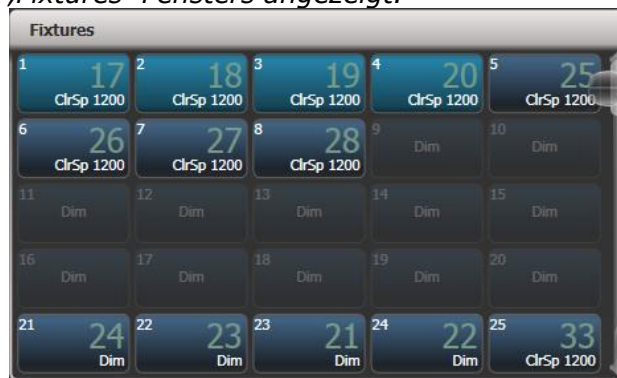 )Fixtures'-Fensters angezeigt.
Fixtures
1 17 2 18 3 19 4 20 5 25
ClrSp 1200 ClrSp 1200 ClrSp 1200 ClrSp 1200 ClrSp 1200
6 26 7 27 8 28 9 10
ClrSp 1200 ClrSp 1200 ClrSp 1200 Dim Dim
11 12 13 14 15
Dim Dim Dim Dim Dim
16 17 18 19 20
Dim Dim Dim Dim Dim
21 24 22 23 23 21 24 22 25 33
Dim Dim Dim Dim ClrSp 1200